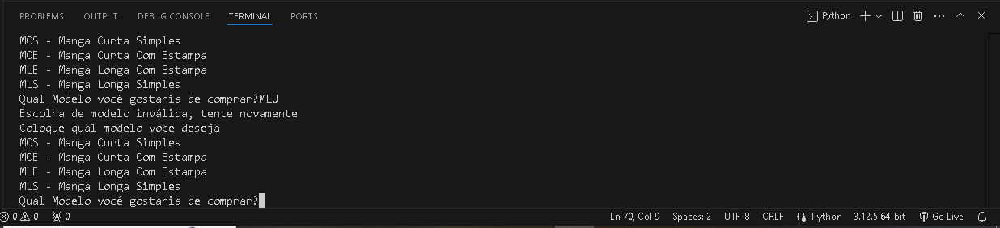 PROBLEMS OUTPUT DEBUG CONSOLE TERMINAL PORTS Python
MCS - Manga Curta Simples
MCE - Manga Curta Com Estampa
MLE - Manga Longa Com Estampa
MLS - Manga Longa Simples
Qual Modelo você gostaria de comprar?MLU
Escolha de modelo inválida, tente novamente
Coloque qual modelo você deseja
MCS - Manga Curta Simples
MCE - Manga Curta Com Estampa
MLE - Manga Longa Com Estampa
MLS - Manga Longa Simples
Qual Modelo você gostaria de comprar?
0 0 0 Ln 70, Col 9 Spaces: 2 UTF-8 CRLF Python 3.12.5 64-bit Go Live